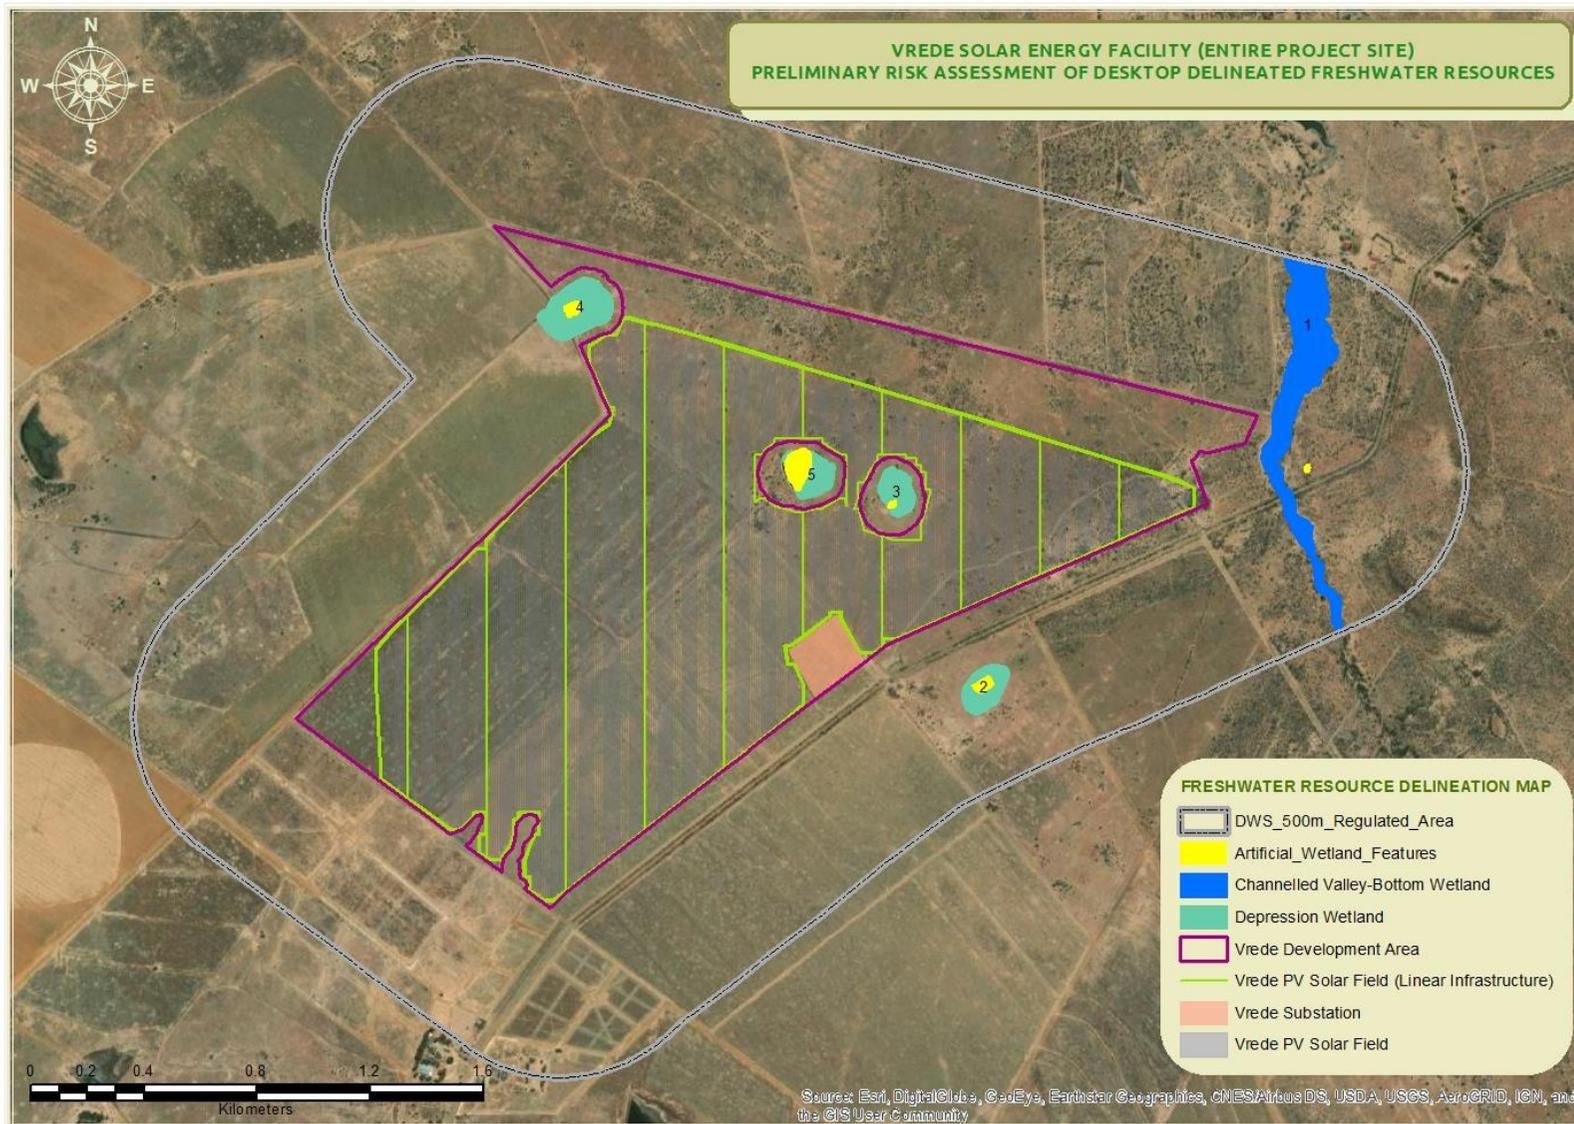 VREDE SOLAR ENERGY FACILITY (ENTIRE PROJECT SITE)
PRELIMINARY RISK ASSESSMENT OF DESKTOP DELINEATED FRESHWATER RESOURCES
N
W E
S
4
1
5
3
2
FRESHWATER RESOURCE DELINEATION MAP
DWS_500m_Regulated_Area
Artificial_Wetland_Features
Channelled Valley-Bottom Wetland
Depression Wetland
Vrede Development Area
Vrede PV Solar Field (Linear Infrastructure)
Vrede Substation
Vrede PV Solar Field
0 0.2 0.4 0.8 1.2 1.6
Kilometers
Source: Esri, DigitalGlobe, GeoEye, Earthstar Geographics, CNES/Airbus DS, USDA, USGS, AeroGRID, IGN, and
the GIS User Community